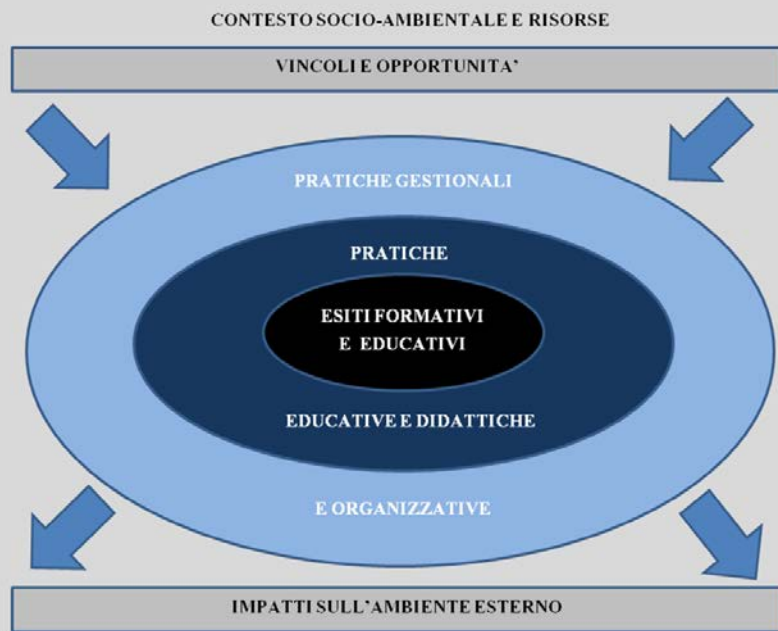 CONTESTO SOCIO-AMBIENTALE E RISORSE
VINCOLI E OPPORTUNITA’
PRATICHE GESTIONALI
PRATICHE
ESITI FORMATIVI
E EDUCATIVI
EDUCATIVE E DIDATTICHE
E ORGANIZZATIVE
IMPATTI SULL’AMBIENTE ESTERNO